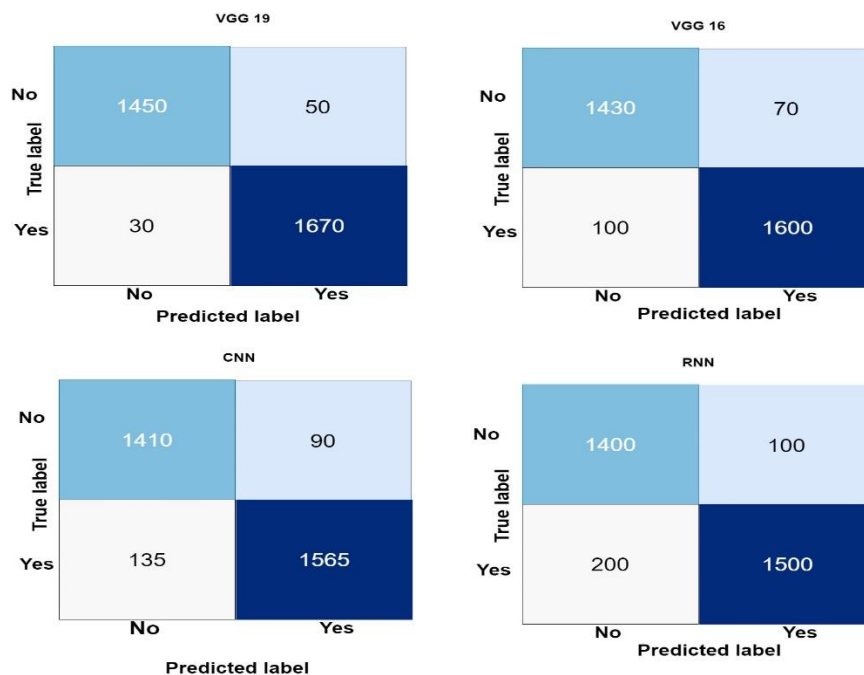 VGG 19
No 1450 50
True label
Yes 30 1670
No Yes
Predicted label
VGG 16
No 1430 70
True label
Yes 100 1600
No Yes
Predicted label
CNN
No 1410 90
True label
Yes 135 1565
No Yes
Predicted label
RNN
No 1400 100
True label
Yes 200 1500
No Yes
Predicted label